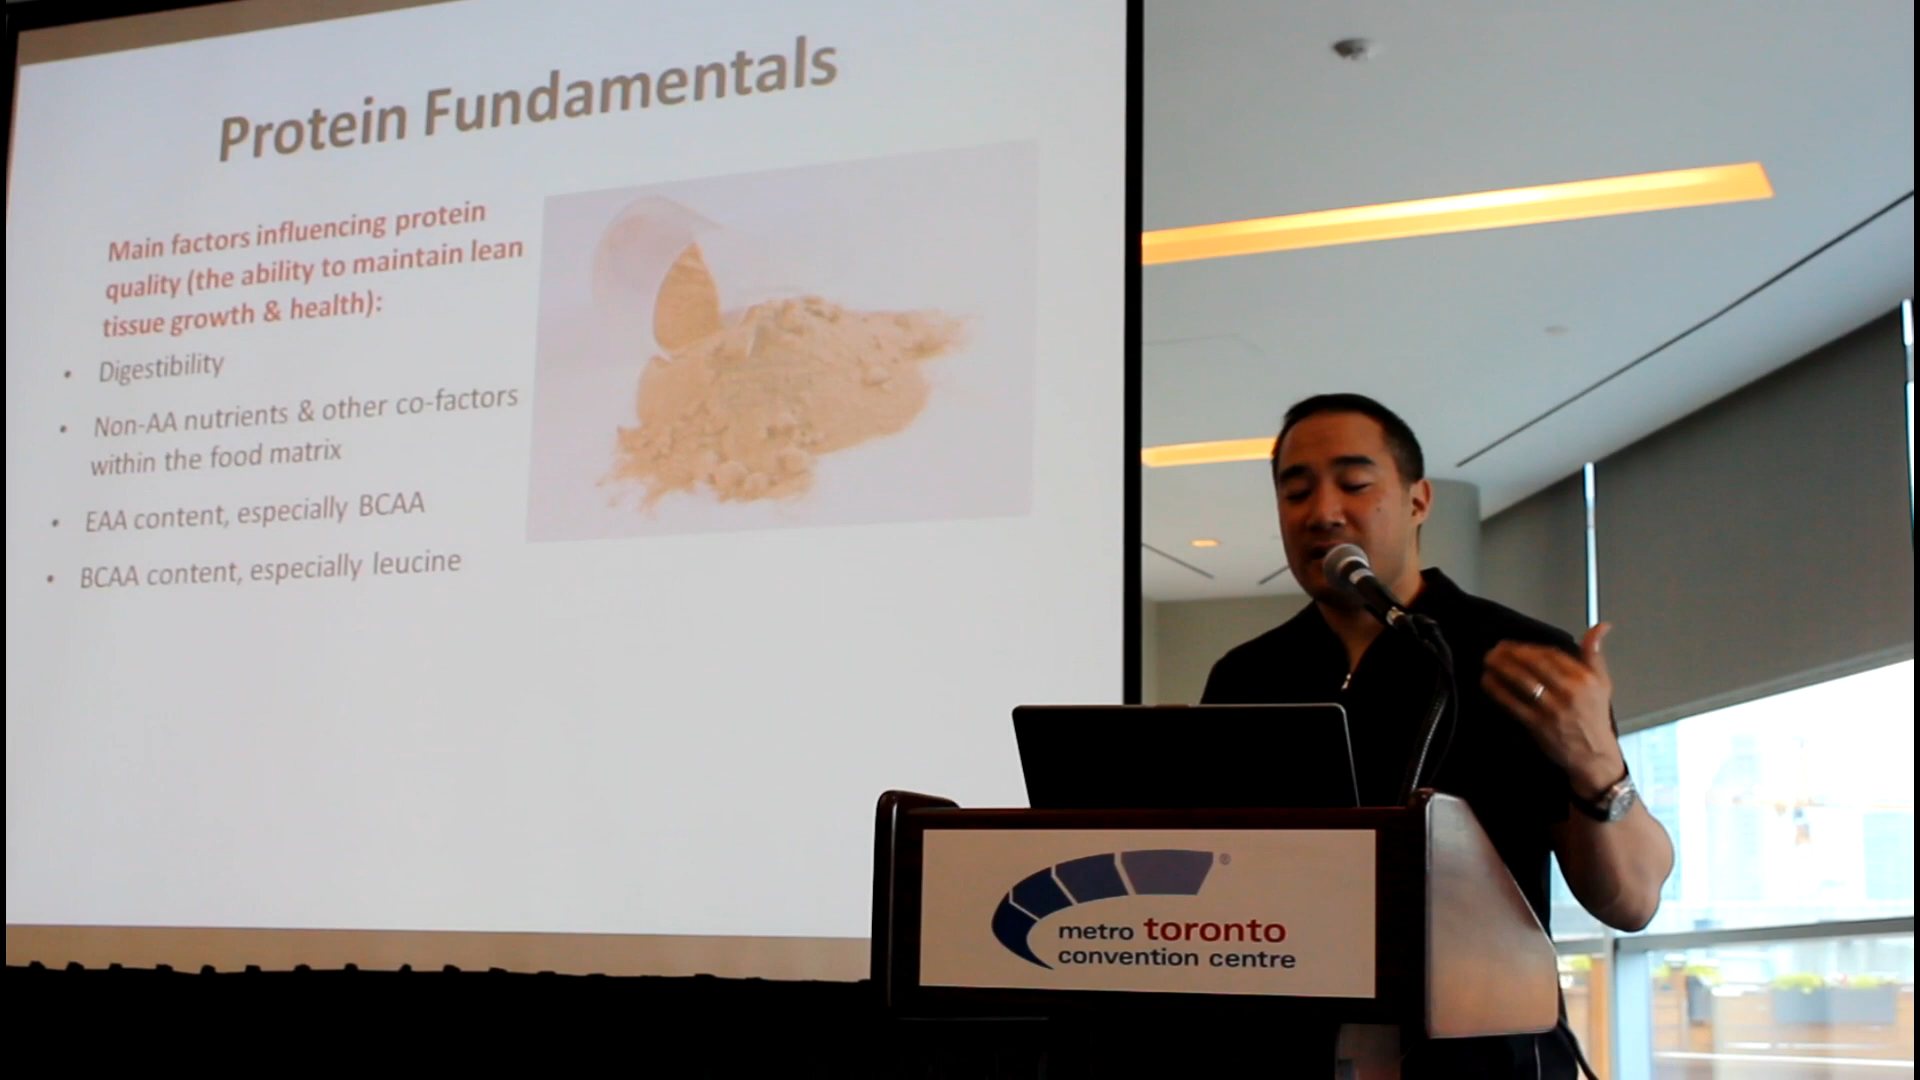 Protein Fundamentals
Main factors influencing protein
quality (the ability to maintain lean
tissue growth & health):
• Digestibility
• Non-AA nutrients & other co-factors
within the food matrix
• EAA content, especially BCAA
• BCAA content, especially leucine
®
metro toronto
convention centre